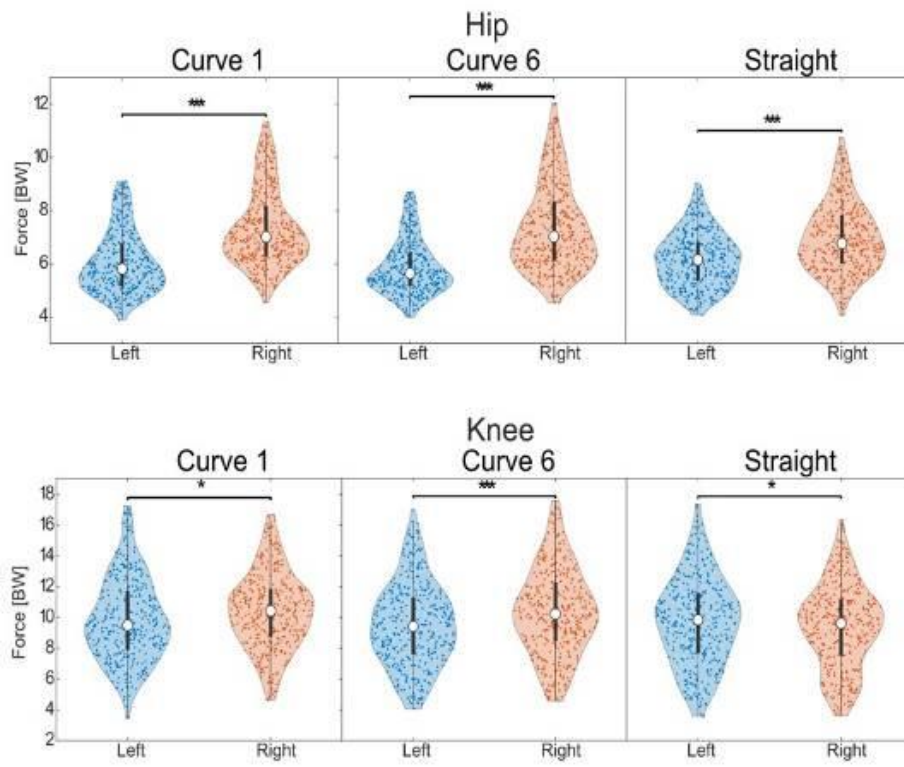 Hip
Curve 1 Curve 6 Straight
*** *** ***
12
10
8
6
4
Force [BW]
Left Right Left RIght Left Right
Knee
Curve 1 Curve 6 Straight
* *** *
18
16
14
12
10
8
6
4
2
Force [BW]
Left Right Left Right Left Right